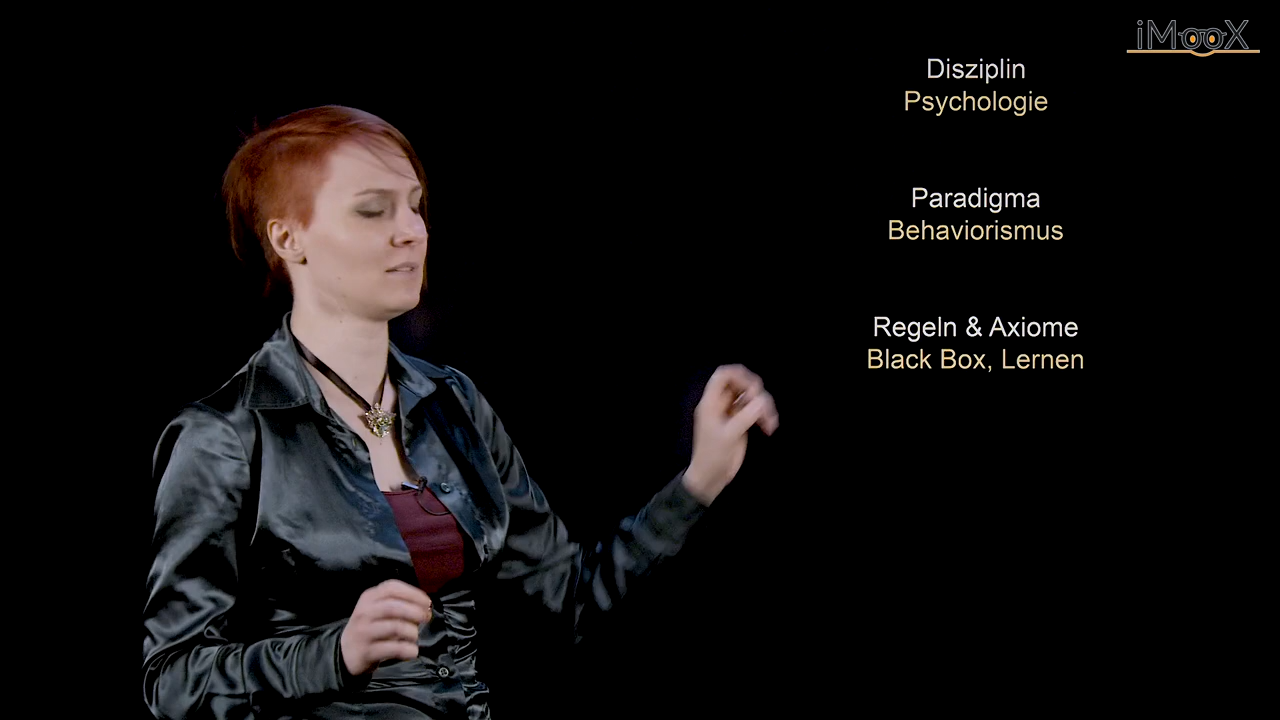 iMooX
Disziplin
Psychologie
Paradigma
Behaviorismus
Regeln & Axiome
Black Box, Lernen